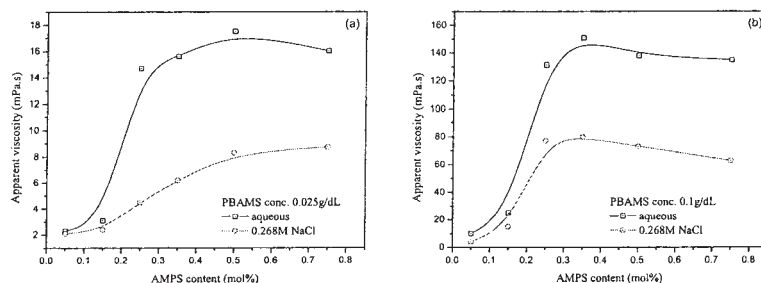 (a)
18
16
14
12
10
8
6
4
2
Apparent viscosity (mPa.s)
PBAMS conc. 0.025g/dL
aqueous
0.268M NaCl
0.0 0.1 0.2 0.3 0.4 0.5 0.6 0.7 0.8
AMPS content (mol%)
(b)
160
140
120
100
80
60
40
20
0
Apparent viscosity (mPa.s)
PBAMS conc. 0.1g/dL
aqueous
0.268M NaCl
0.0 0.1 0.2 0.3 0.4 0.5 0.6 0.7 0.8
AMPS content (mol%)